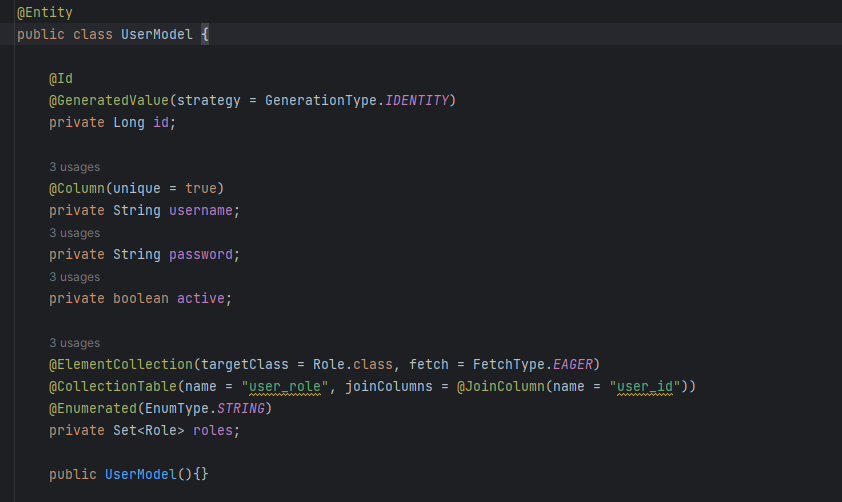 @Entity
public class UserModel {
@Id
@GeneratedValue(strategy = GenerationType.IDENTITY)
private Long id;
3 usages
@Column(unique = true)
private String username;
3 usages
private String password;
3 usages
private boolean active;
3 usages
@ElementCollection(targetClass = Role.class, fetch = FetchType.EAGER)
@CollectionTable(name = "user_role", joinColumns = @JoinColumn(name = "user_id"))
@Enumerated(EnumType.STRING)
private Set<Role> roles;
public UserModel(){}